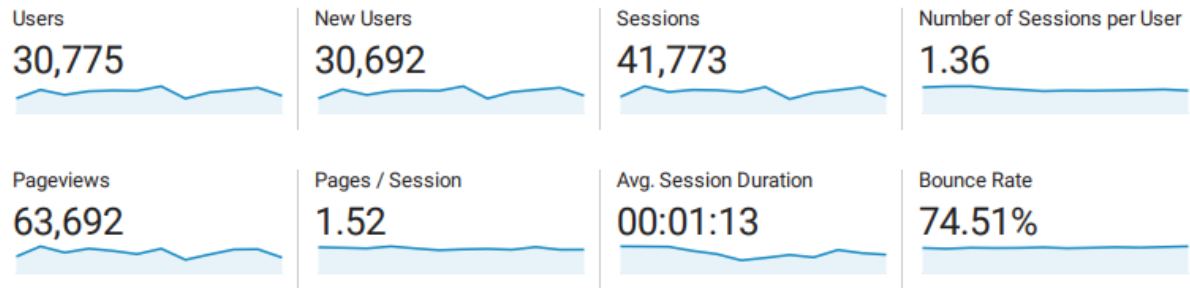 Users
30,775
New Users
30,692
Sessions
41,773
Number of Sessions per User
1.36
Pageviews
63,692
Pages / Session
1.52
Avg. Session Duration
00:01:13
Bounce Rate
74.51%